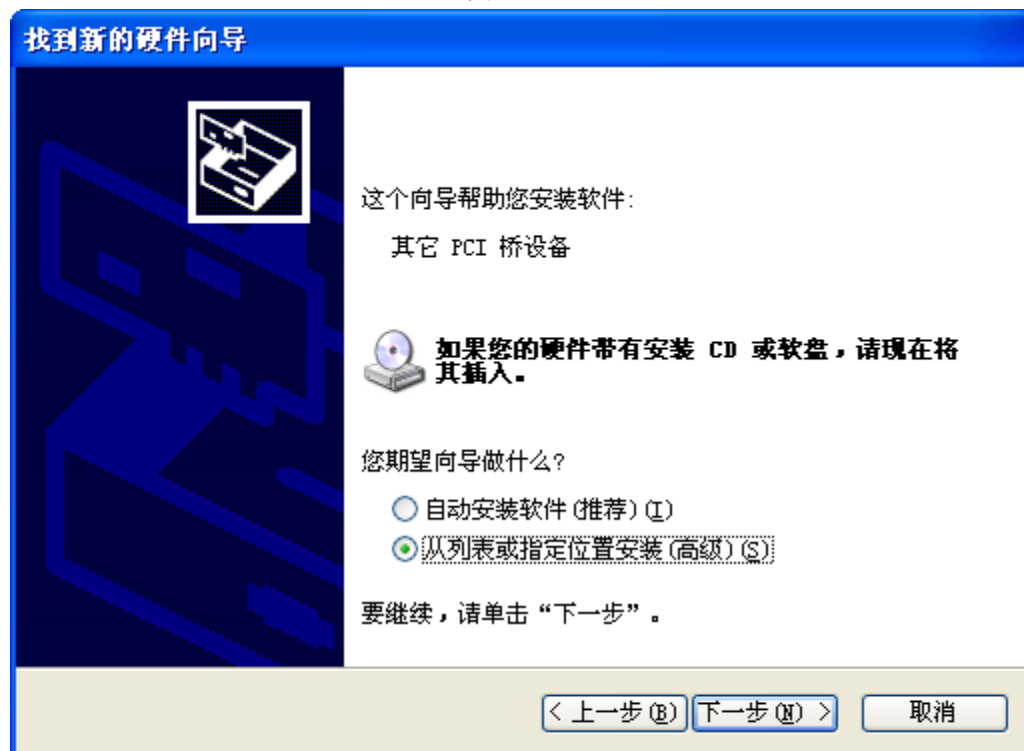 找到新的硬件向导
这个向导帮助您安装软件:
其它 PCI 桥设备
如果您的硬件带有安装 CD 或软盘,请现在将
其插入。
您期望向导做什么?
自动安装软件(推荐)(I)
从列表或指定位置安装(高级)(S)
要继续,请单击“下一步”。
< 上一步(B) 下一步(N) > 取消